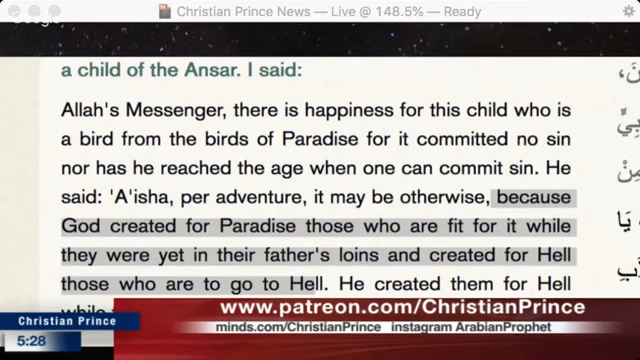 Christian Prince News — Live @ 148.5% — Ready
Google
a child of the Ansar. I said:
Allah's Messenger, there is happiness for this child who is
a bird from the birds of Paradise for it committed no sin
nor has he reached the age when one can commit sin. He
said: 'A'isha, per adventure, it may be otherwise, because
God created for Paradise those who are fit for it while
they were yet in their father's loins and created for Hell
those who are to go to Hell. He created them for Hell
while
مِنْ
يَا
www.patreon.com/ChristianPrince
minds.com/ChristianPrince instagram ArabianProphet
Christian Prince
5:28